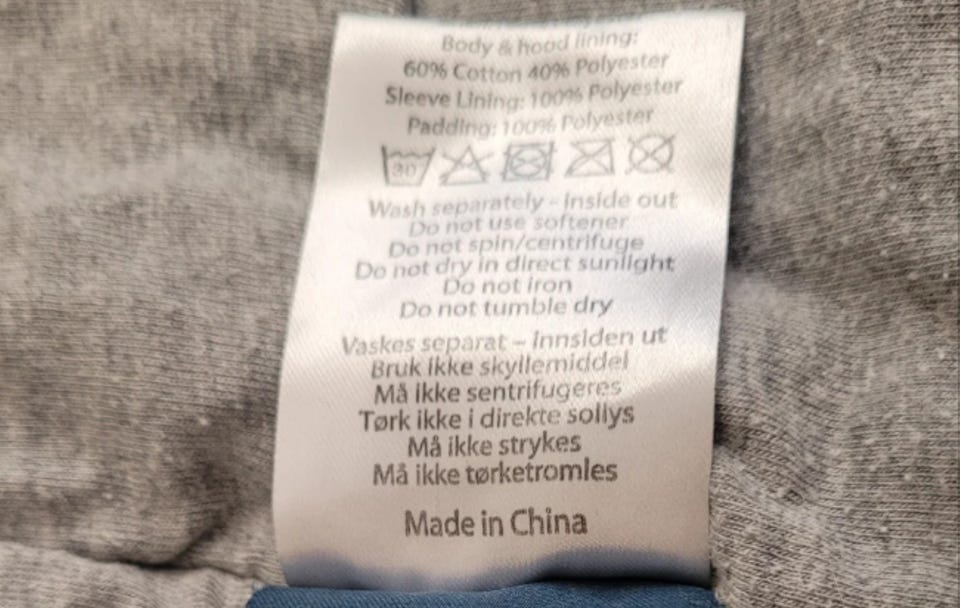 Body & hood lining:
60% Cotton 40% Polyester
Sleeve Lining: 100% Polyester
Padding: 100% Polyester
30
Wash separately - inside out
Do not use softener
Do not spin/centrifuge
Do not dry in direct sunlight
Do not iron
Do not tumble dry
Vaskes separat – innsiden ut
Bruk ikke skyllemiddel
Må ikke sentrifugeres
Tørk ikke i direkte sollys
Må ikke strykes
Må ikke tørketromles
Made in China